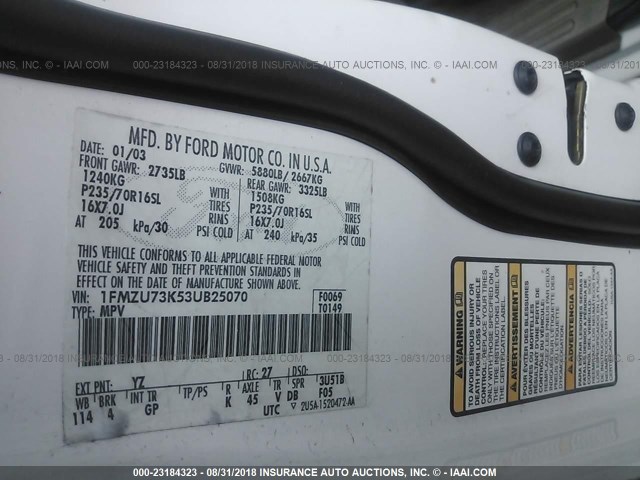 000-23184323 - 08/31/2018 INSURANCE AUTO AUCTIONS, INC. © - IAAI.COM
MFD. BY FORD MOTOR CO. IN U.S.A.
DATE: 01/03 GVWR: 5880LB/ 2667KG
FRONT GAWR: 2735LB REAR GAWR: 3325LB
1240KG 1508KG
P235/70R16SL WITH TIRES P235/70R16SL WITH TIRES
16X7.0J RIMS 16X7.0J RIMS
AT 205 kPa/30 PSI COLD AT 240 kPa/35 PSI COLD
THIS VEHICLE CONFORMS TO ALL APPLICABLE FEDERAL MOTOR
VEHICLE SAFETY AND THEFT PREVENTION STANDARDS IN
EFFECT ON THE DATE OF MANUFACTURE SHOWN ABOVE.
VIN: 1FMZU73K53UB25070 F0069
TYPE: MPV T0149
EXT PNT: YZ RC: 27 DSO:
WB BRK INT TR TP/PS R AXLE TR SPR 3U51B
114 4 GP K 45 V DB F05
UTC 2U5A-1520472-AA
WARNING
AVERTISSEMENT
ADVERTENCIA
000-23184323 - 08/31/2018 INSURANCE AUTO AUCTIONS, INC. © - IAAI.COM